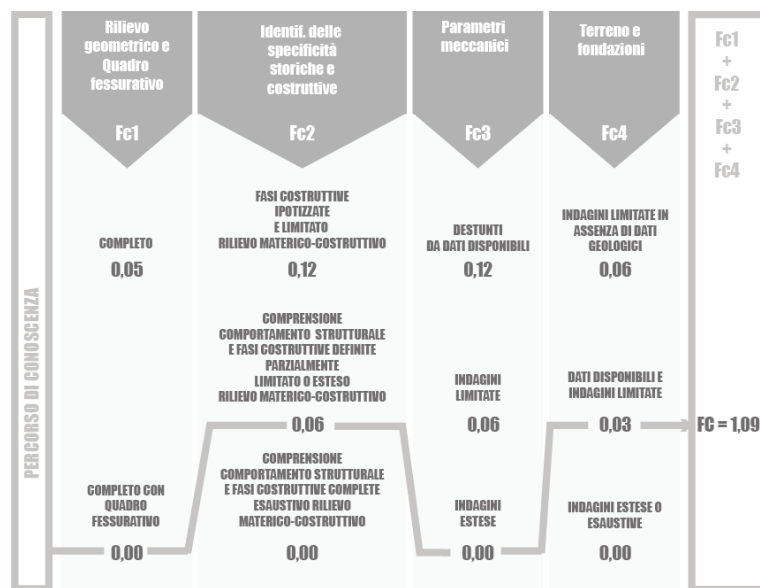 Rilievo
geometrico e
Quadro
fessurativo
Fc1
Identif. delle
specificità
storiche e
costruttive
Fc2
Parametri
meccanici
Fc3
Terreno e
fondazioni
Fc4
Fc1
+
Fc2
+
Fc3
+
Fc4
PERCORSO DI CONOSCENZA
COMPLETO
0,05
FASI COSTRUTTIVE
IPOTIZZATE
E LIMITATO
RILIEVO MATERICO-COSTRUTTIVO
0,12
DESTUNTI
DA DATI DISPONIBILI
0,12
INDAGINI LIMITATE IN
ASSENZA DI DATI
GEOLOGICI
0,06
COMPRENSIONE
COMPORTAMENTO STRUTTURALE
E FASI COSTRUTTIVE DEFINITE
PARZIALMENTE
LIMITATO O ESTESO
RILIEVO MATERICO-COSTRUTTIVO
0,06
INDAGINI
LIMITATE
0,06
DATI DISPONIBILI E
INDAGINI LIMITATE
0,03
FC = 1,09
COMPLETO CON
QUADRO
FESSURATIVO
0,00
COMPRENSIONE
COMPORTAMENTO STRUTTURALE
E FASI COSTRUTTIVE COMPLETE
ESAUSTIVO RILIEVO
MATERICO-COSTRUTTIVO
0,00
INDAGINI
ESTESE
0,00
INDAGINI ESTESE O
ESAUSTIVE
0,00